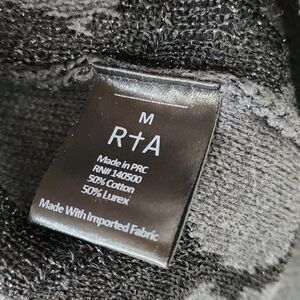 M
R†A
Made in PRC
RN# 140500
50% Cotton
50% Lurex
Made With Imported Fabric